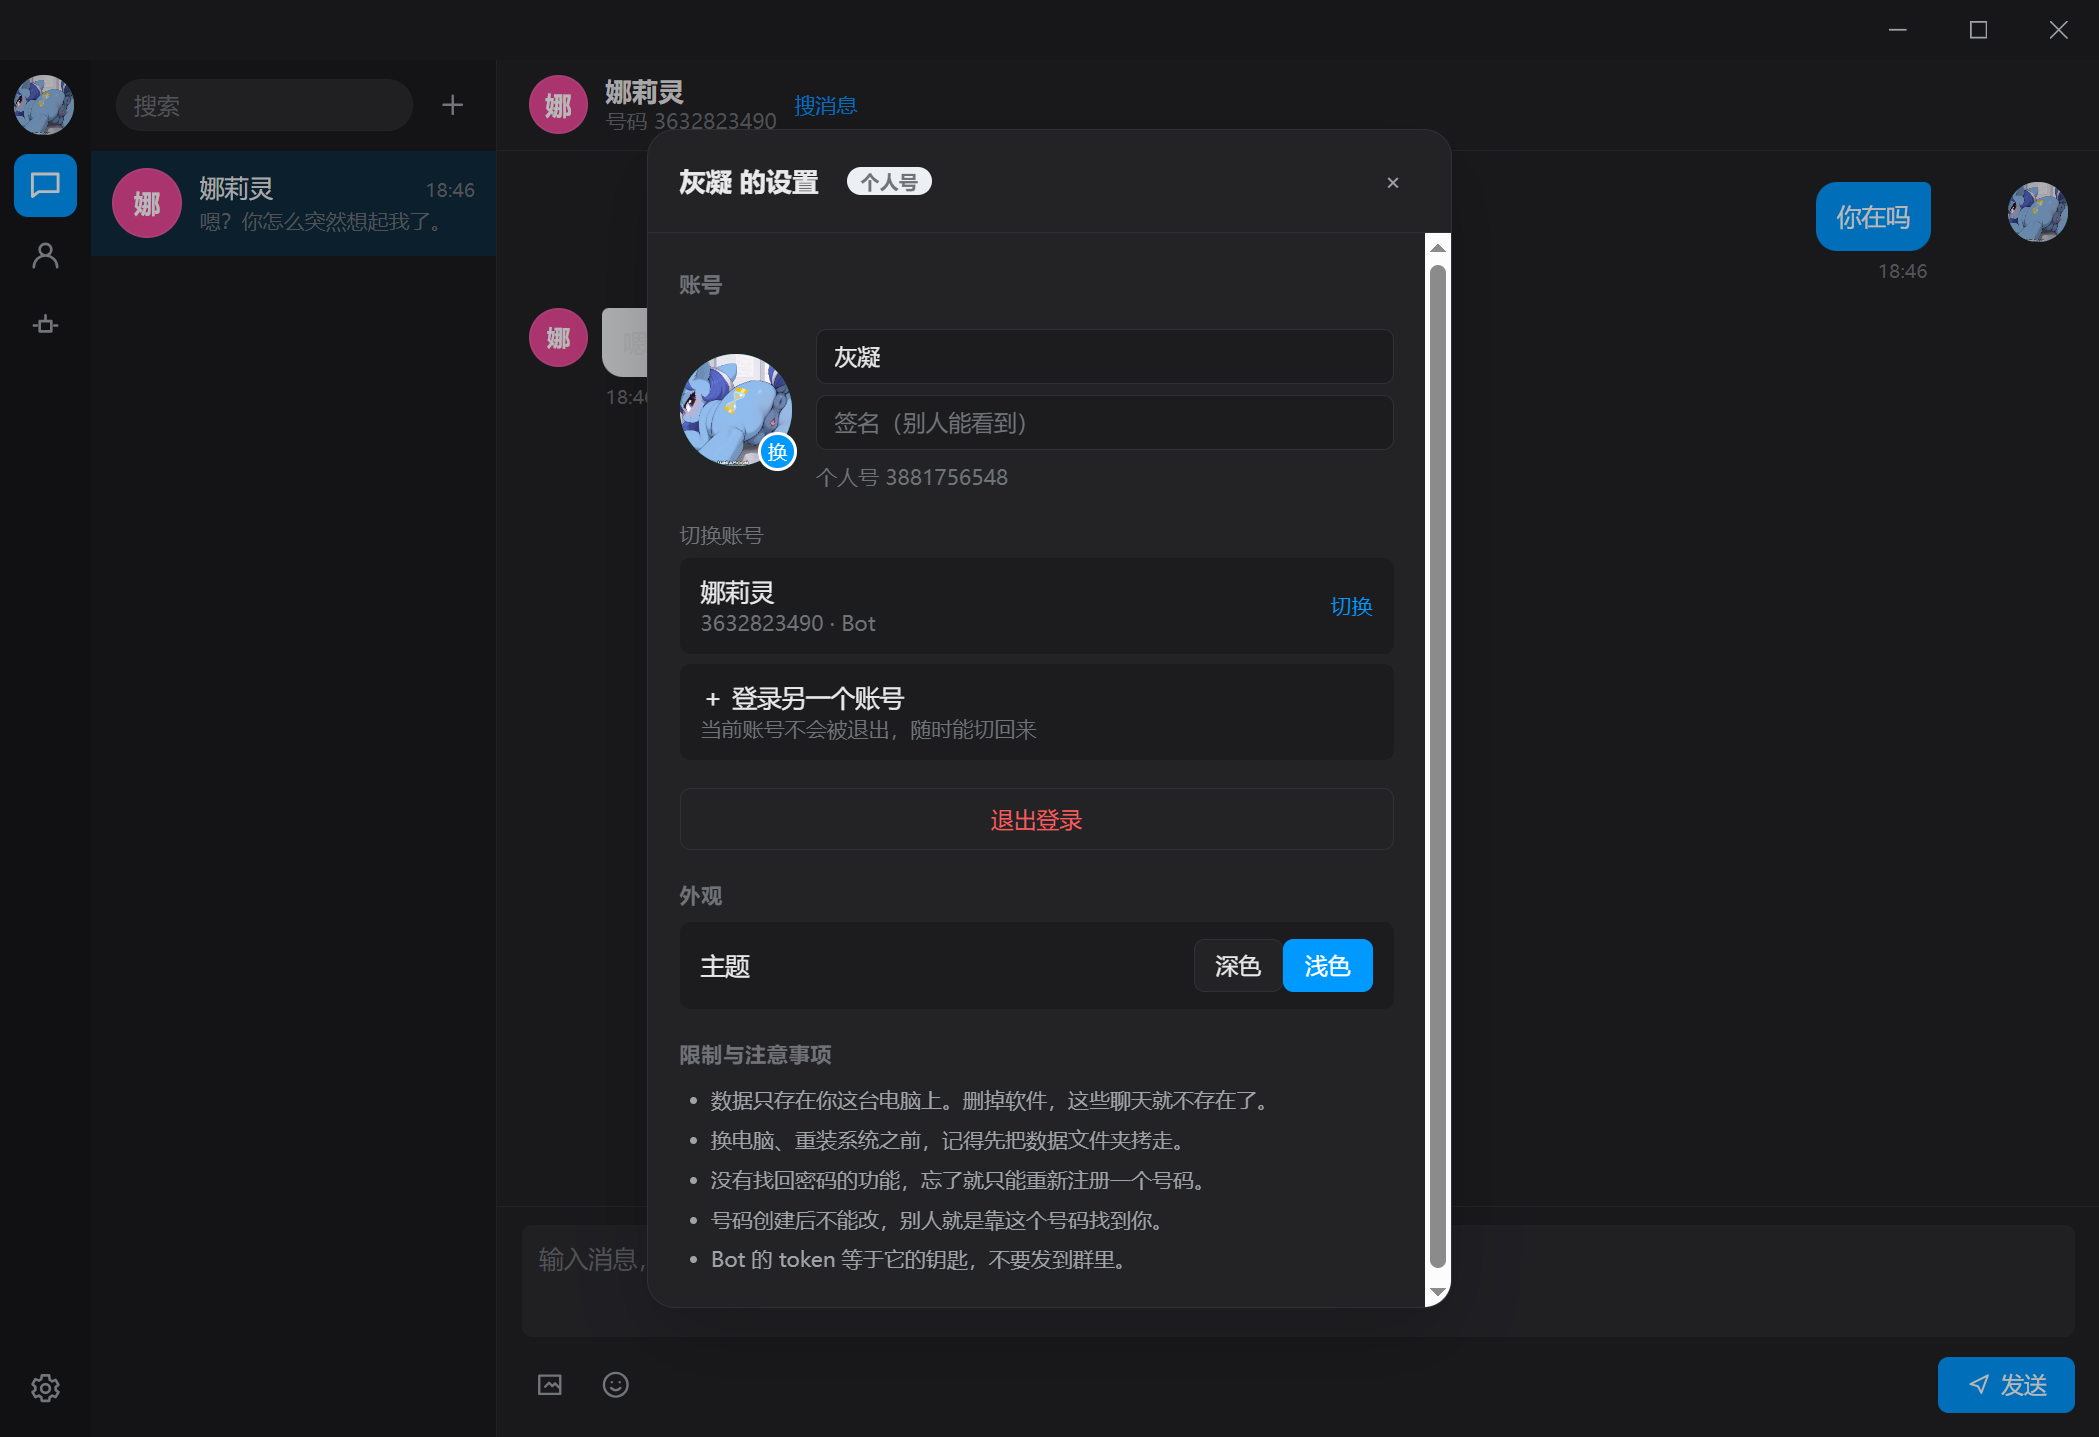 搜索
娜
娜莉灵
18:46
嗯？你怎么突然想起我了。
娜
娜莉灵
号码 3632823490
搜消息
你在吗
18:46
娜
嗯
18:46
灰凝 的设置
个人号
账号
灰凝
换
签名（别人能看到）
个人号 3881756548
切换账号
娜莉灵
3632823490 · Bot
切换
+ 登录另一个账号
当前账号不会被退出，随时能切回来
退出登录
外观
主题
深色
浅色
限制与注意事项
• 数据只存在你这台电脑上。删掉软件，这些聊天就不存在了。
• 换电脑、重装系统之前，记得先把数据文件夹拷走。
• 没有找回密码的功能，忘了就只能重新注册一个号码。
• 号码创建后不能改，别人就是靠这个号码找到你。
• Bot 的 token 等于它的钥匙，不要发到群里。
输入消息，
发送